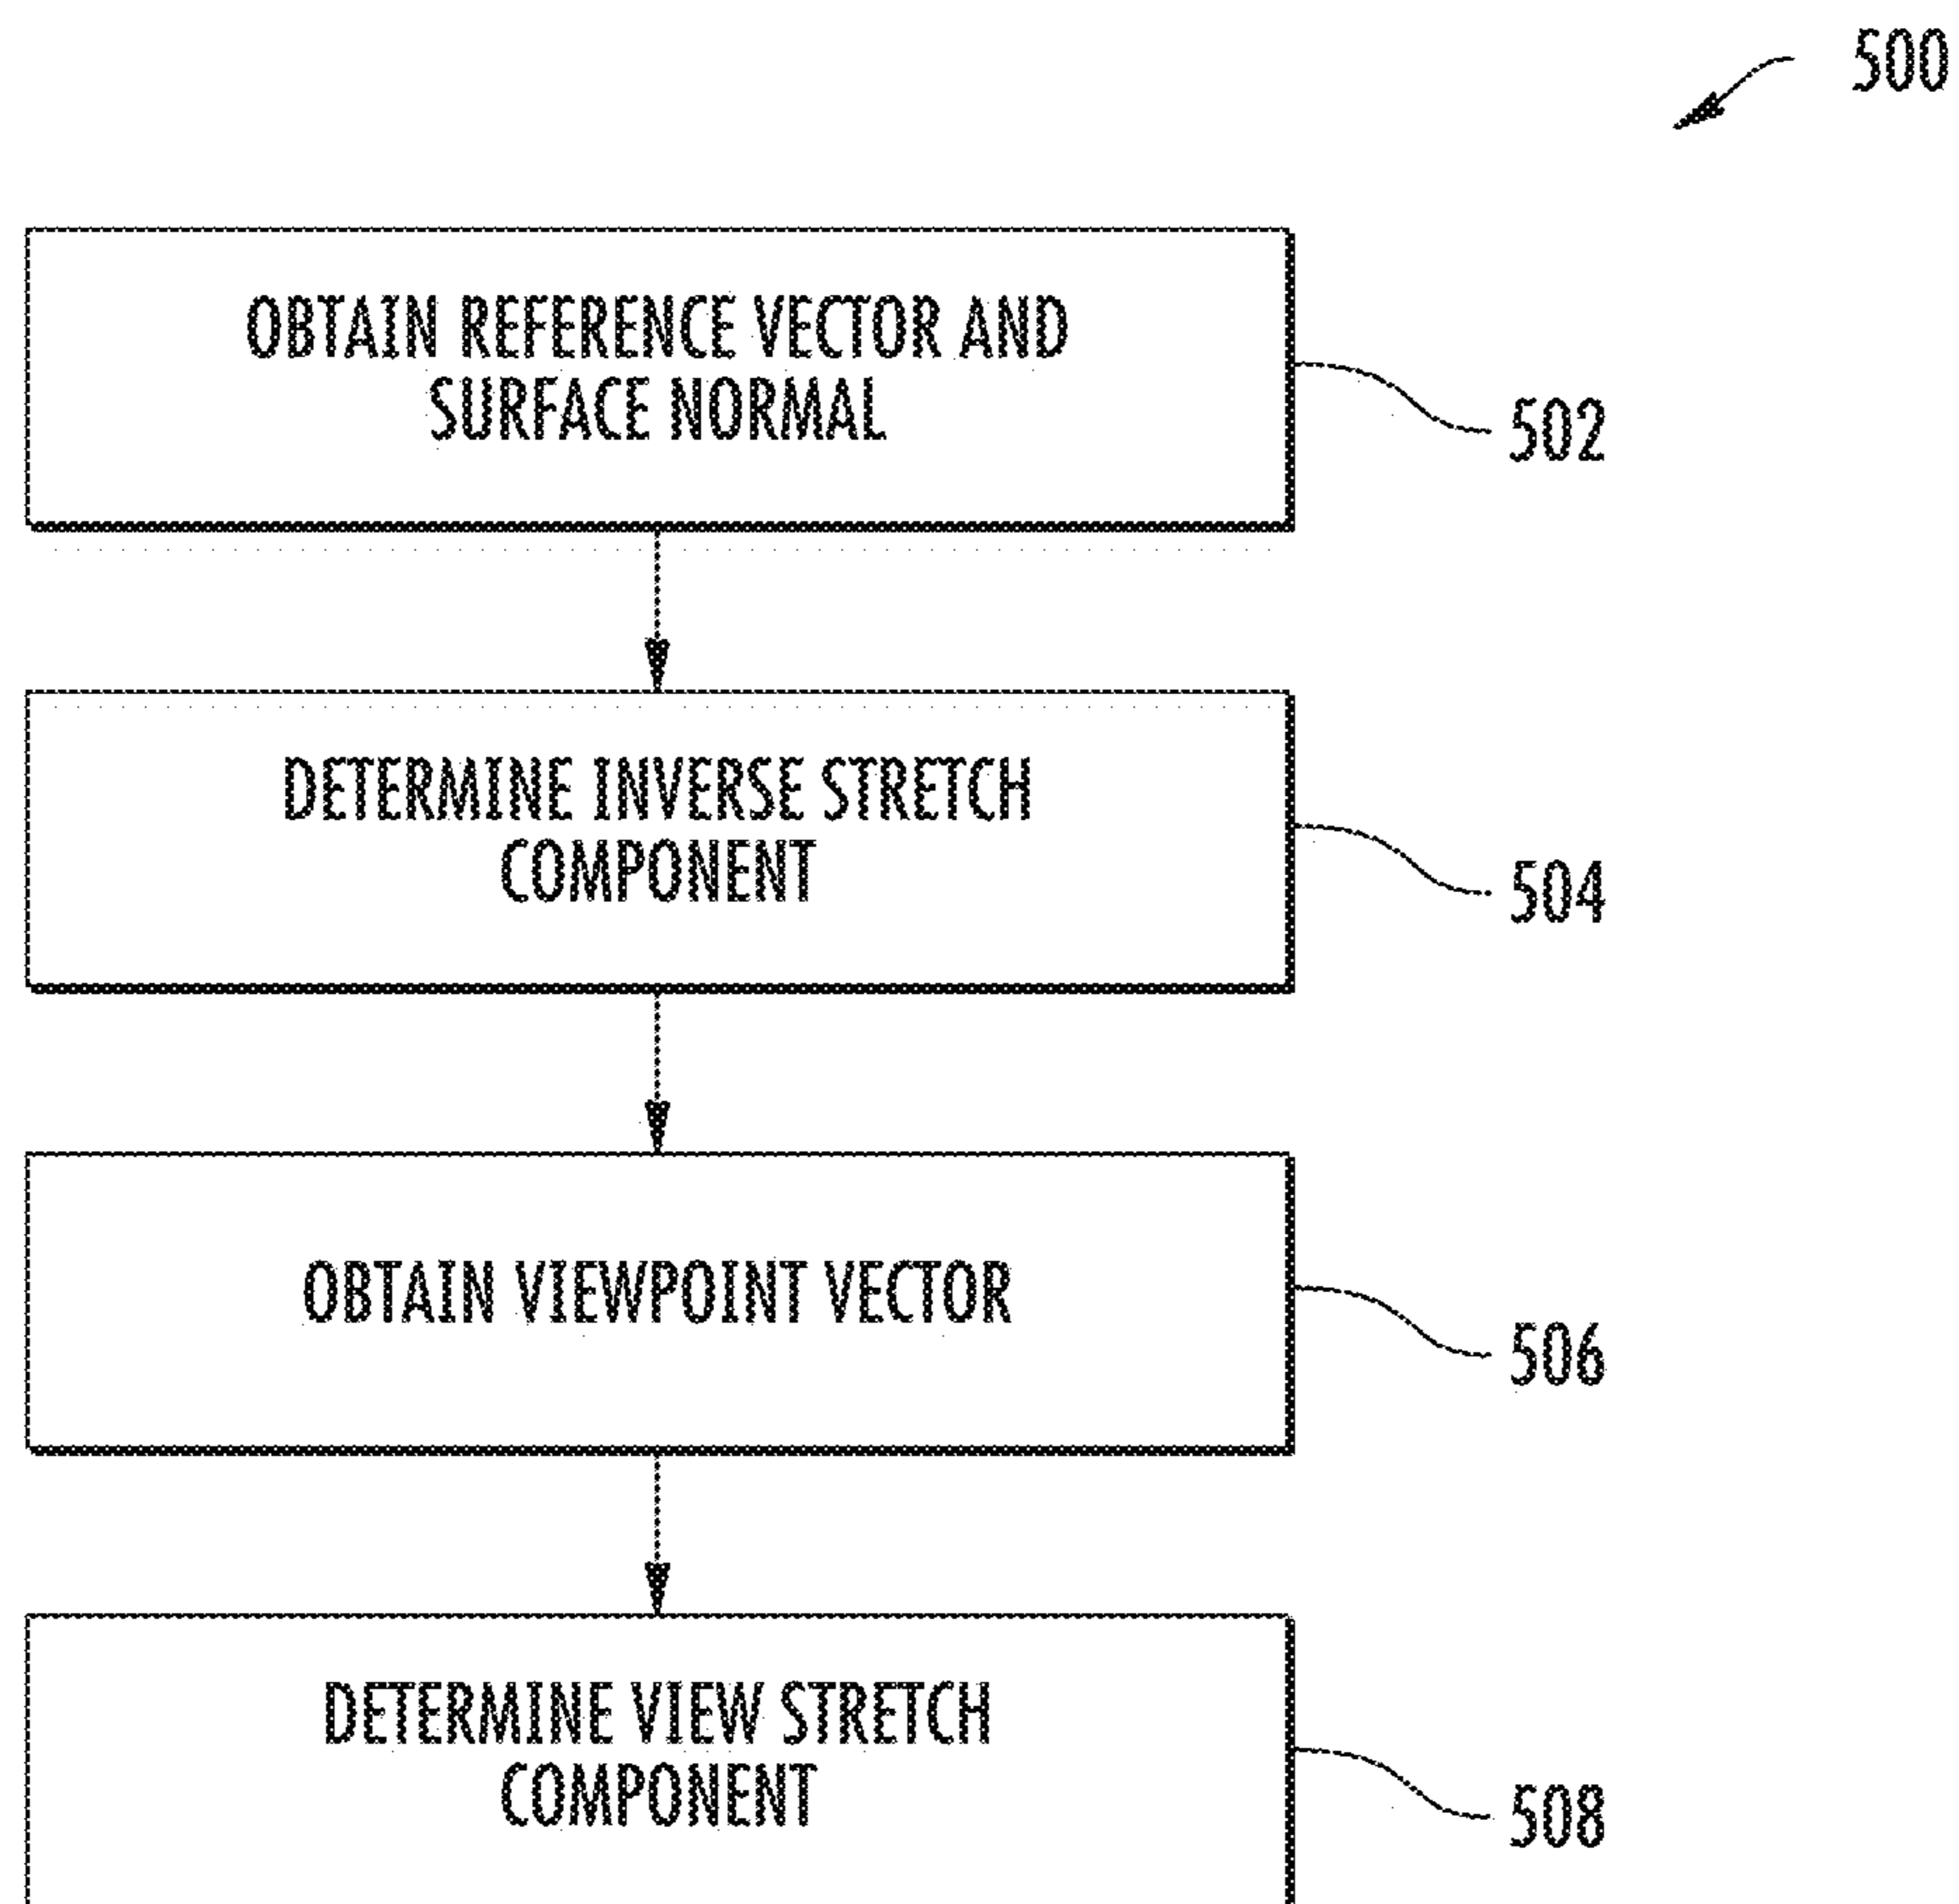 500
OBTAIN REFERENCE VECTOR AND
SURFACE NORMAL
502
DETERMINE INVERSE STRETCH
COMPONENT
504
OBTAIN VIEWPOINT VECTOR
506
DETERMINE VIEW STRETCH
COMPONENT
508